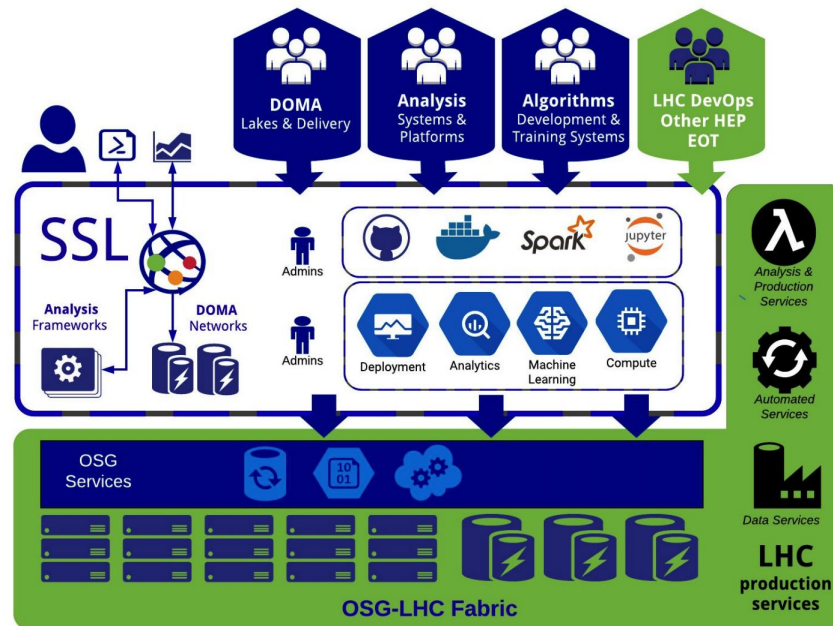 DOMA
Lakes & Delivery
Analysis
Systems &
Platforms
Algorithms
Development &
Training Systems
LHC DevOps
Other HEP
EOT
SSL
Analysis
Frameworks
DOMA
Networks
Admins
Spark
jupyter
Admins
Deployment
Analytics
Machine
Learning
Compute
λ
Analysis &
Production
Services
Automated
Services
Data Services
LHC
production
services
OSG
Services
10
01
OSG-LHC Fabric